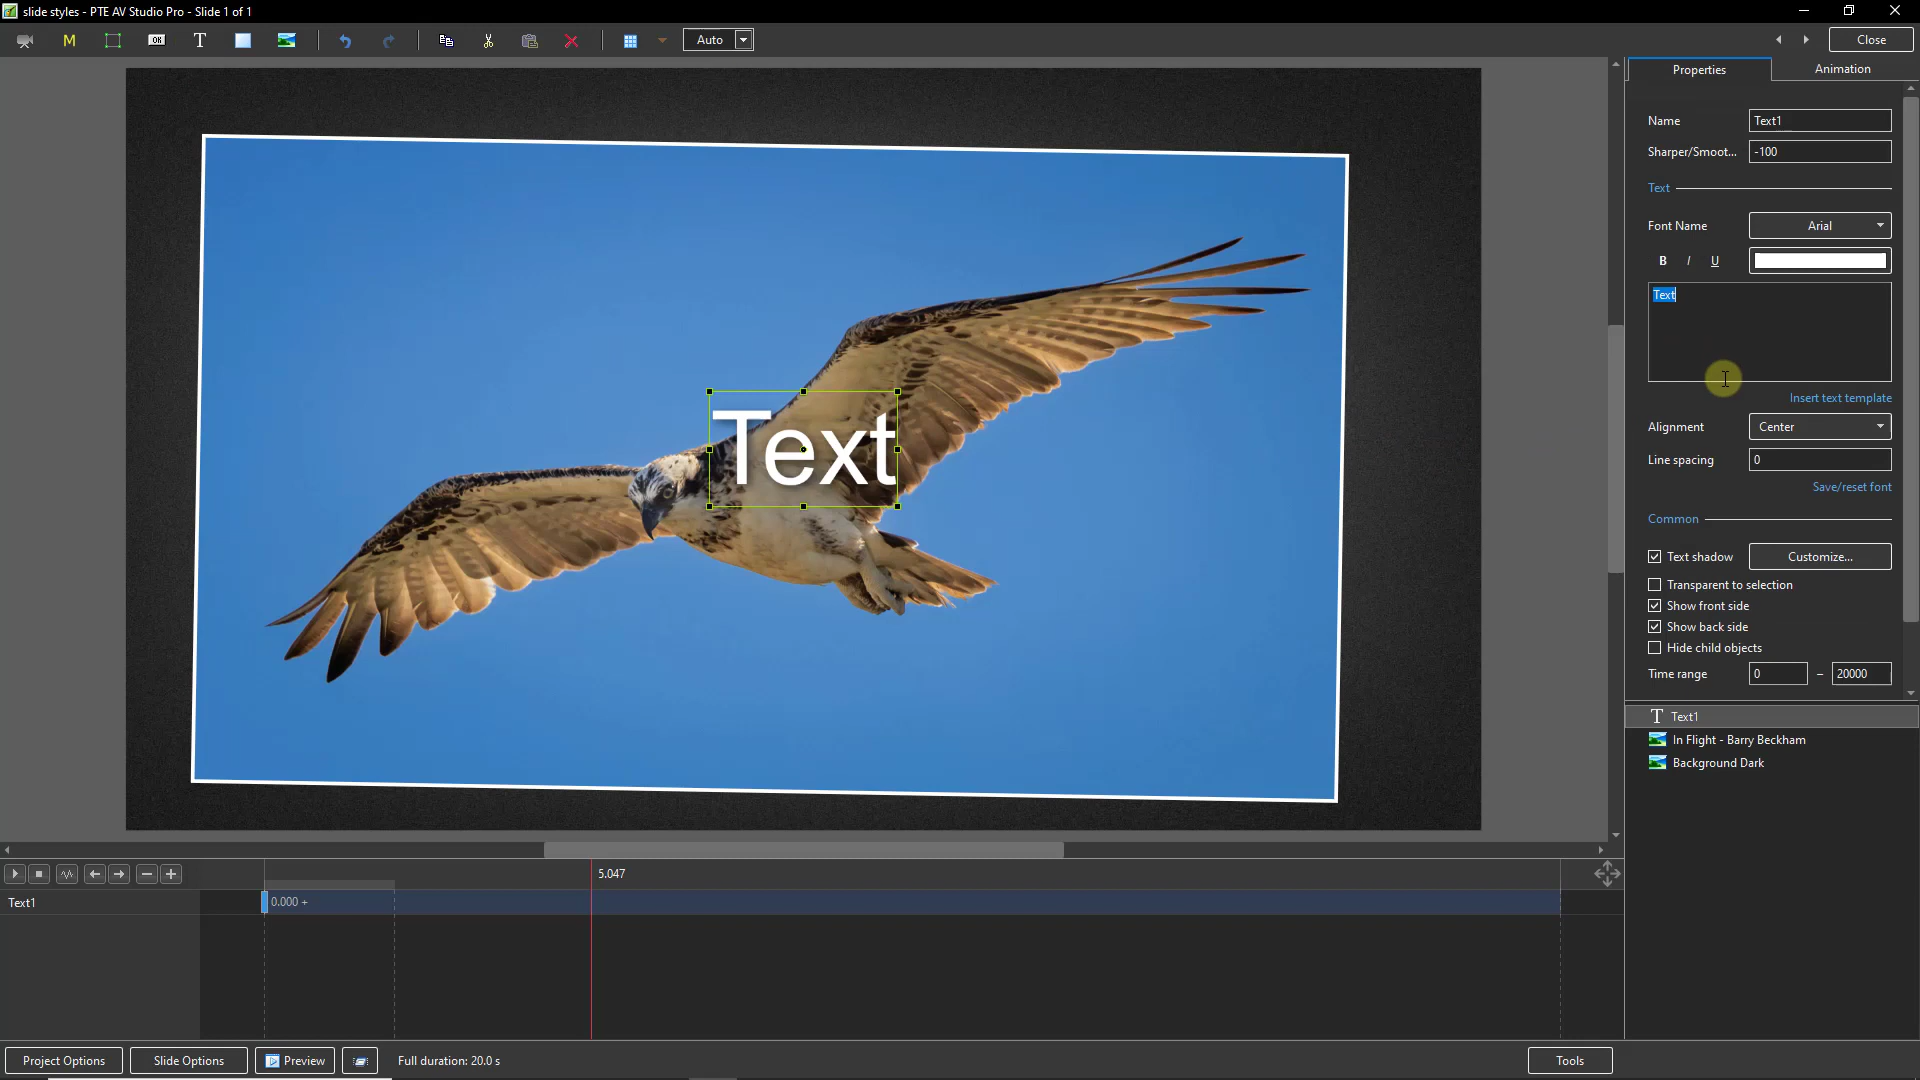 slide styles - PTE AV Studio Pro - Slide 1 of 1
M
OK
T
Auto
Close
Properties
Animation
Name
Text1
Sharper/Smoot...
-100
Text
Font Name
Arial
B I U
Text
Insert text template
Alignment
Center
Line spacing
0
Save/reset font
Common
Text shadow
Customize...
Transparent to selection
Show front side
Show back side
Hide child objects
Time range
0
–
20000
Text
T Text1
In Flight - Barry Beckham
Background Dark
5.047
Text1
0.000 +
Project Options
Slide Options
Preview
Full duration: 20.0 s
Tools